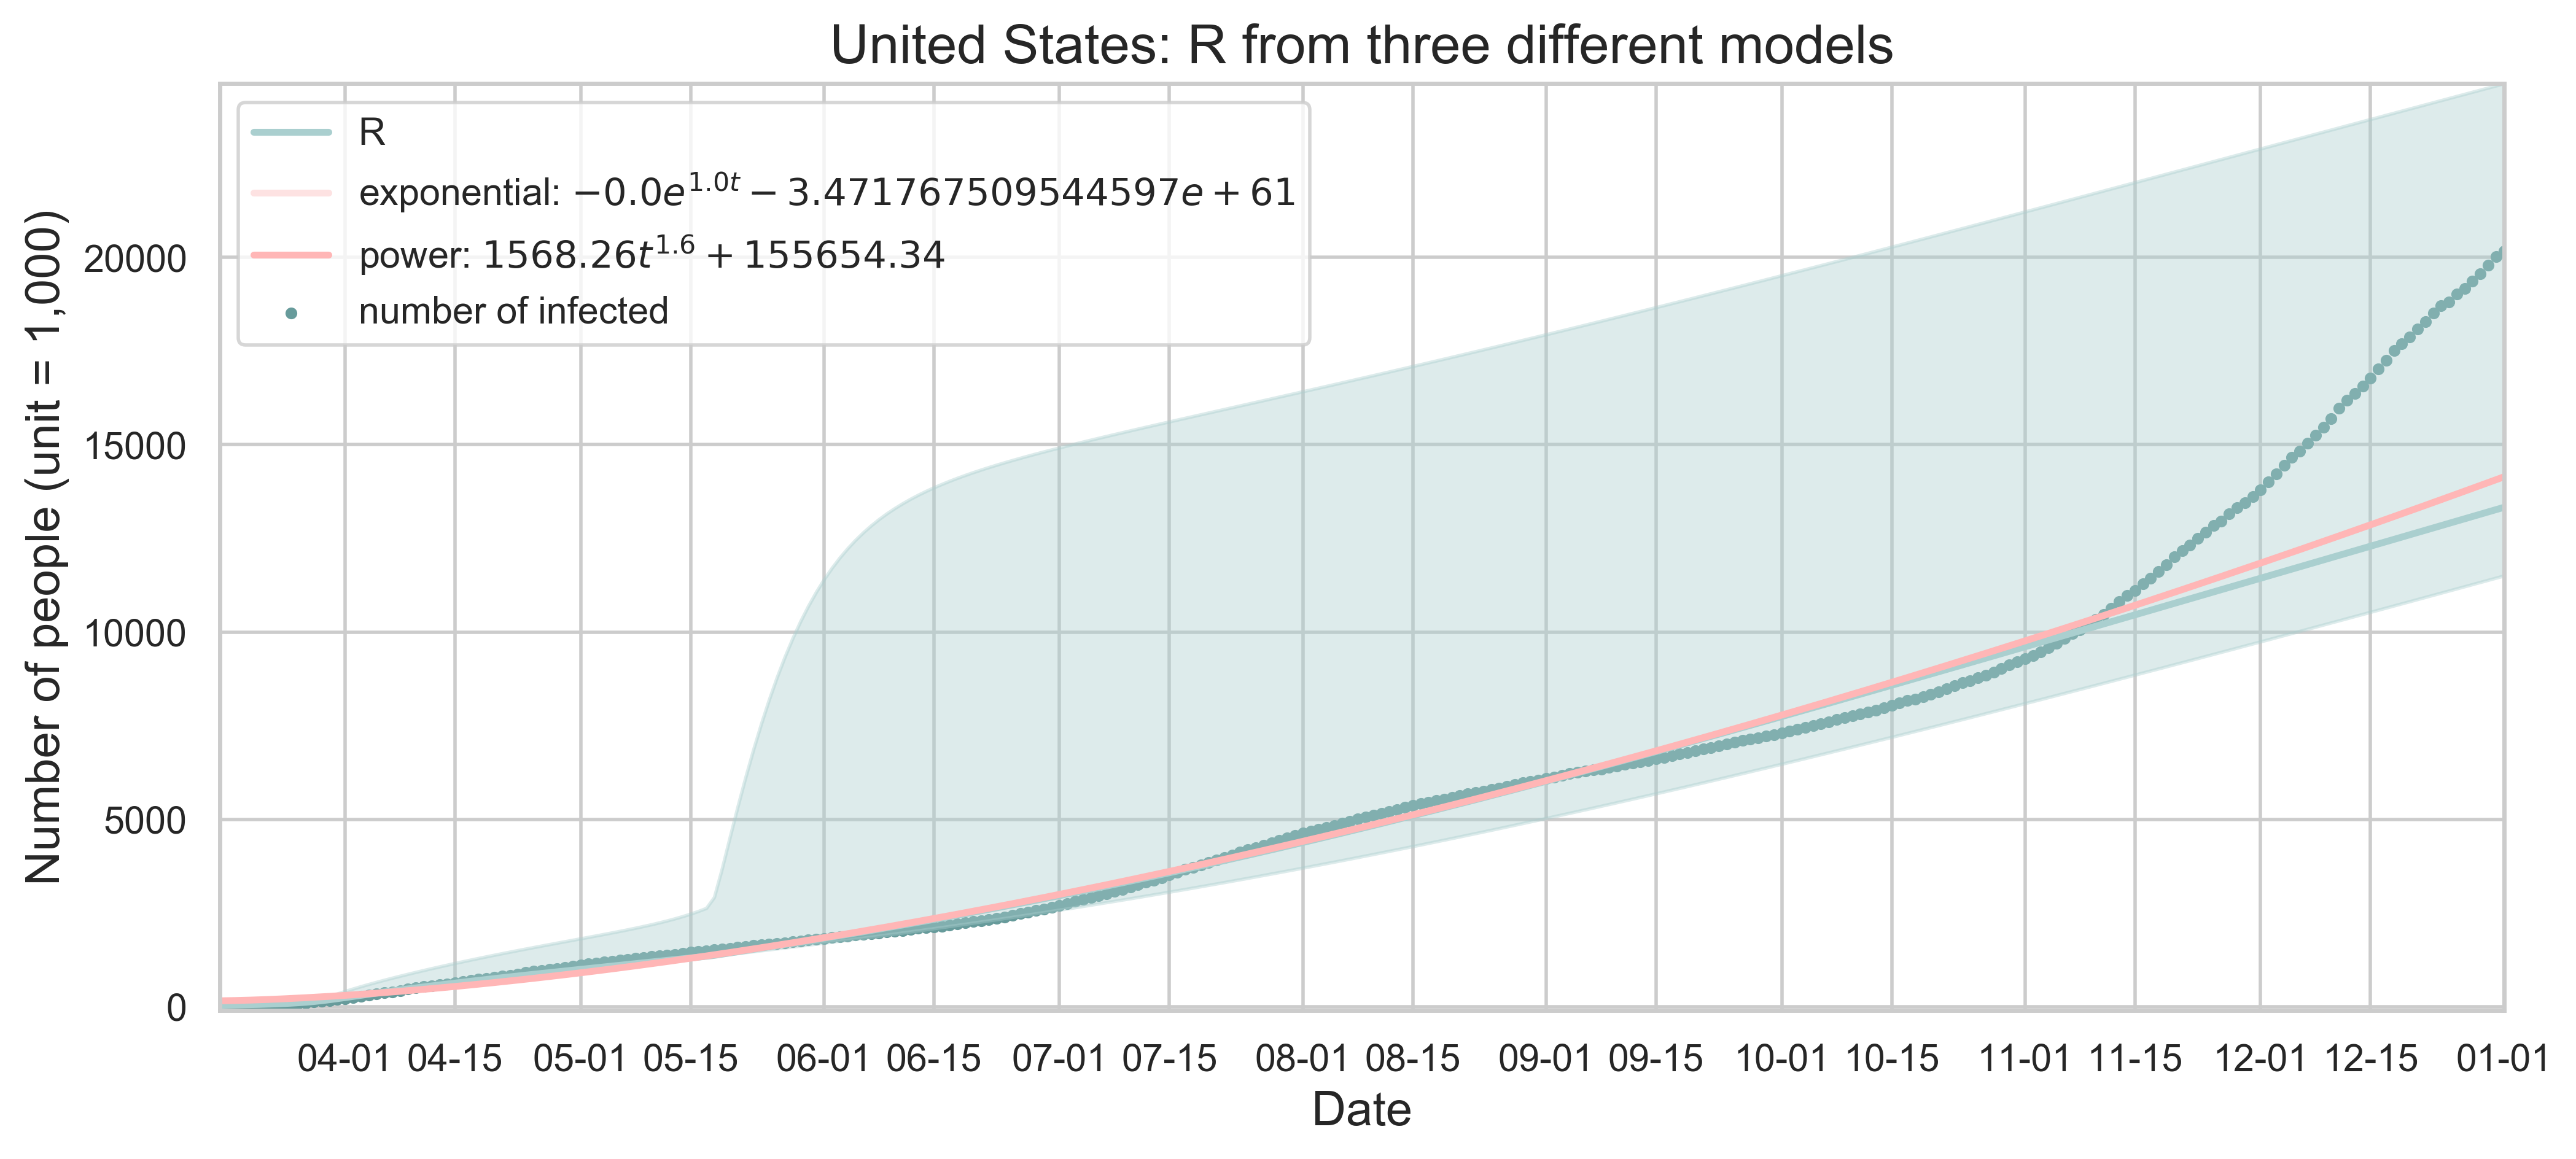 United States: R from three different models
R
exponential: −0.0e^1.0t − 3.471767509544597e + 61
power: 1568.26t^1.6 + 155654.34
number of infected
Number of people (unit = 1,000)
20000
15000
10000
5000
0
04-01 04-15 05-01 05-15 06-01 06-15 07-01 07-15 08-01 08-15 09-01 09-15 10-01 10-15 11-01 11-15 12-01 12-15 01-01
Date